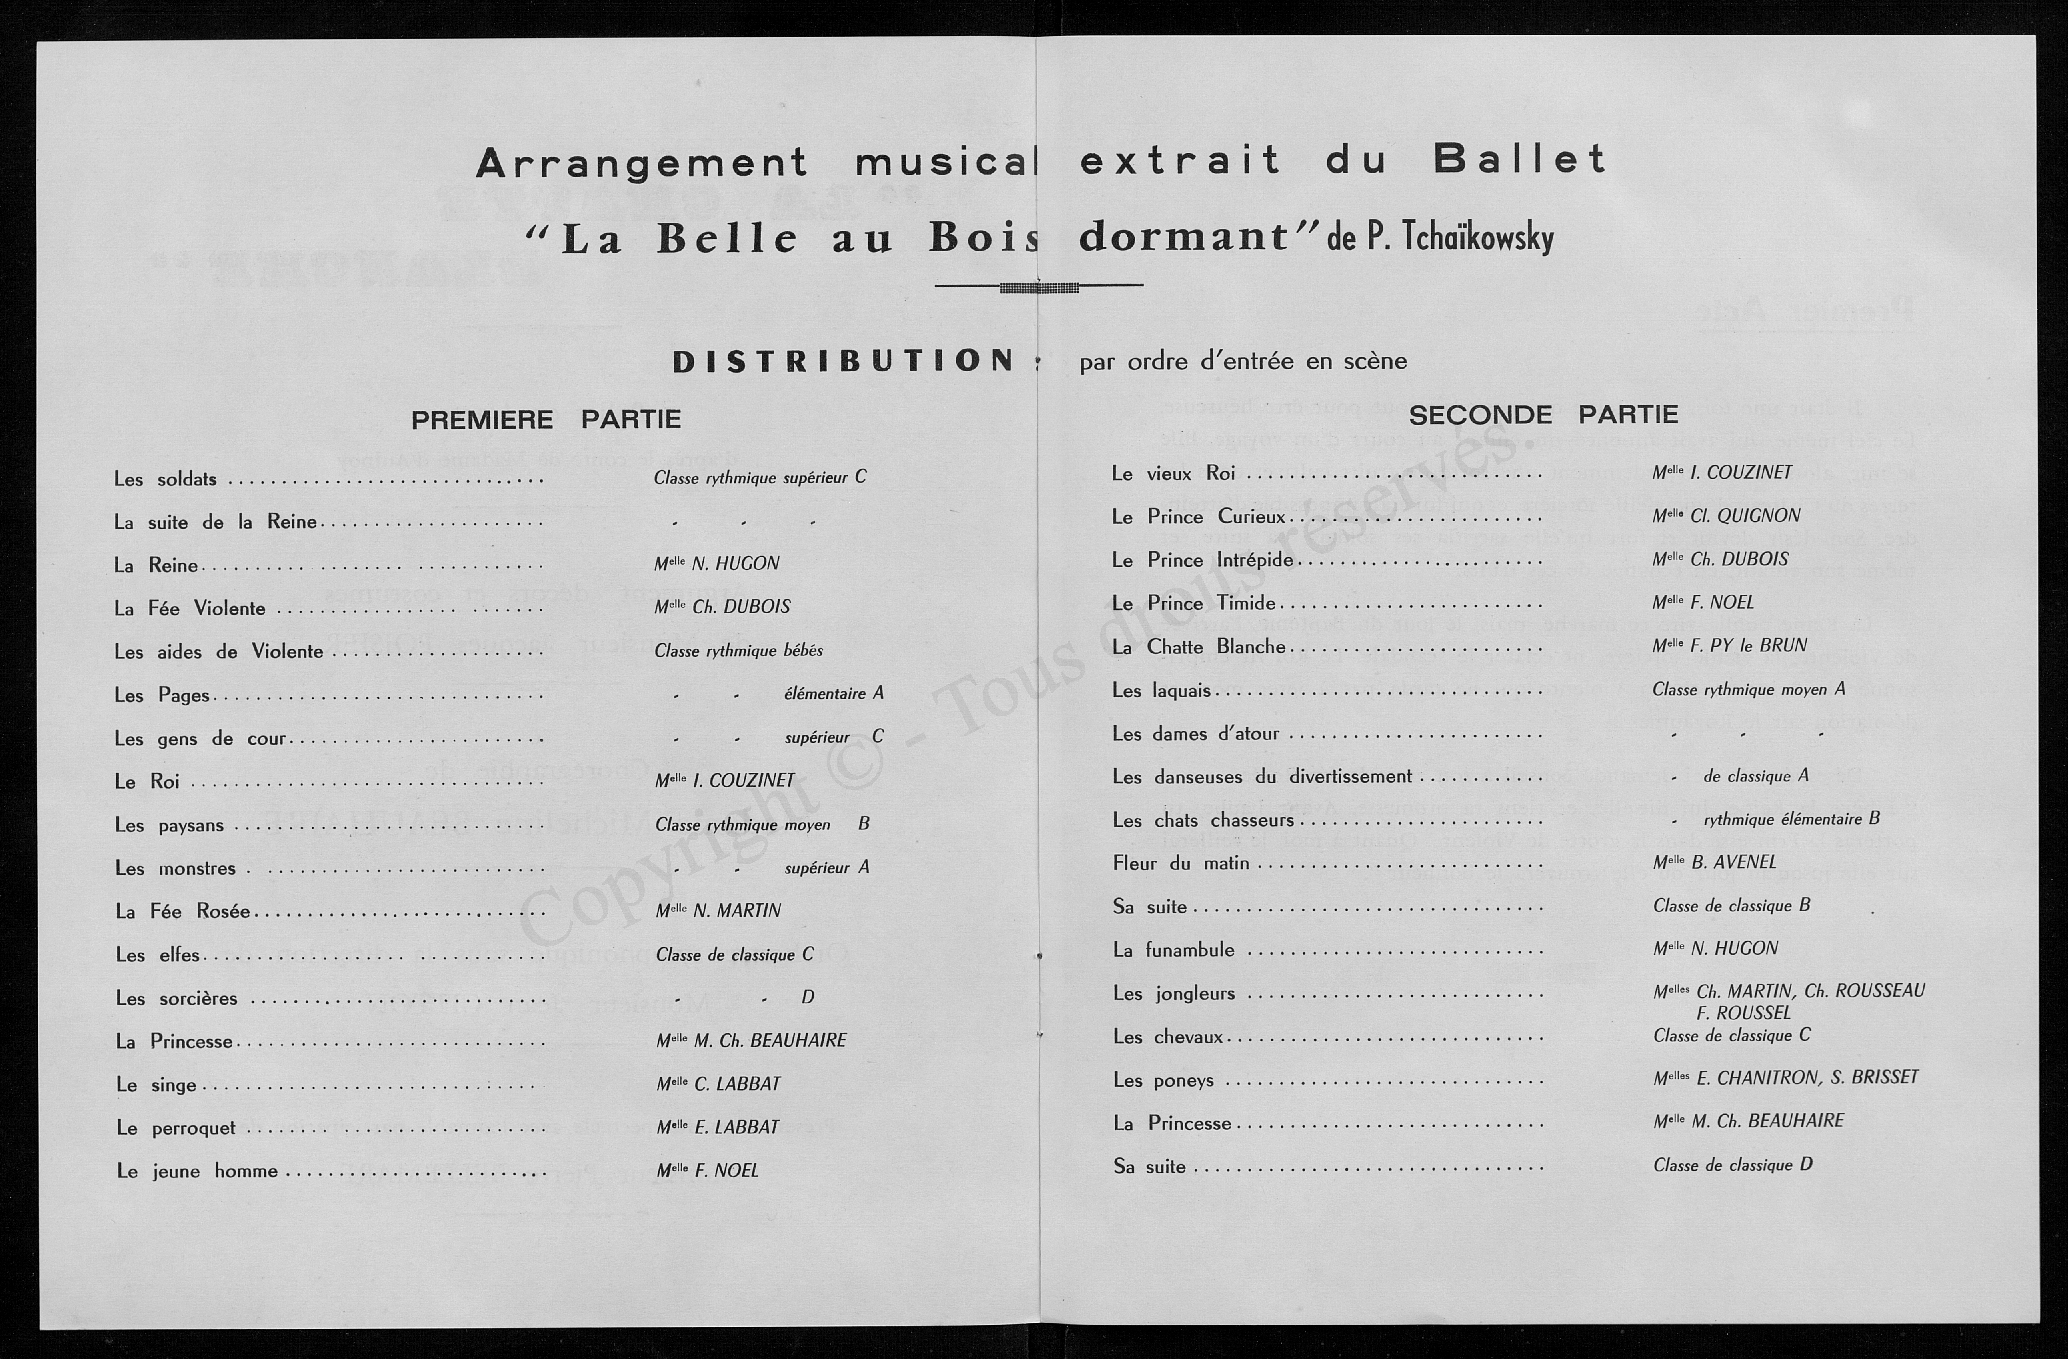 Arrangement musical extrait du Ballet
"La Belle au Bois dormant" de P. Tchaïkowsky
DISTRIBUTION : par ordre d'entrée en scène
PREMIERE PARTIE
Les soldats .............................. Classe rythmique supérieur C
La suite de la Reine..................... - - -
La Reine.......... ......... ............ Melle N. HUGON
La Fée Violente ................. ........ Melle Ch. DUBOIS
Les aides de Violente .................... Classe rythmique bébés
Les Pages............................... - - élémentaire A
Les gens de cour........................ - - supérieur C
Le Roi ................................. Melle I. COUZINET
Les paysans ............................. Classe rythmique moyen B
Les monstres . .......................... - - supérieur A
La Fée Rosée............................ Melle N. MARTIN
Les elfes................... ............ Classe de classique C
Les sorcières ............................ - - D
La Princesse............................. Melle M. Ch. BEAUHAIRE
Le singe................................ Melle C. LABBAT
Le perroquet ............................ Melle E. LABBAT
Le jeune homme ......................... Melle F. NOEL
SECONDE PARTIE
Le vieux Roi ............................ Melle I. COUZINET
Le Prince Curieux........................ Melle Cl. QUIGNON
Le Prince Intrépide....................... Melle Ch. DUBOIS
Le Prince Timide......................... Melle F. NOEL
La Chatte Blanche........................ Melle F. PY le BRUN
Les laquais............................... Classe rythmique moyen A
Les dames d'atour ........................ - - -
Les danseuses du divertissement ............ - de classique A
Les chats chasseurs....................... - rythmique élémentaire B
Fleur du matin ........................... Melle B. AVENEL
Sa suite ................................. Classe de classique B
La funambule ............................ Melle N. HUGON
Les jongleurs ............................ Melles Ch. MARTIN, Ch. ROUSSEAU
F. ROUSSEL
Les chevaux.............................. Classe de classique C
Les poneys .............................. Melles E. CHANITRON, S. BRISSET
La Princesse............................. Melle M. Ch. BEAUHAIRE
Sa suite ................................. Classe de classique D
Copyright © - Tous droits réservés.